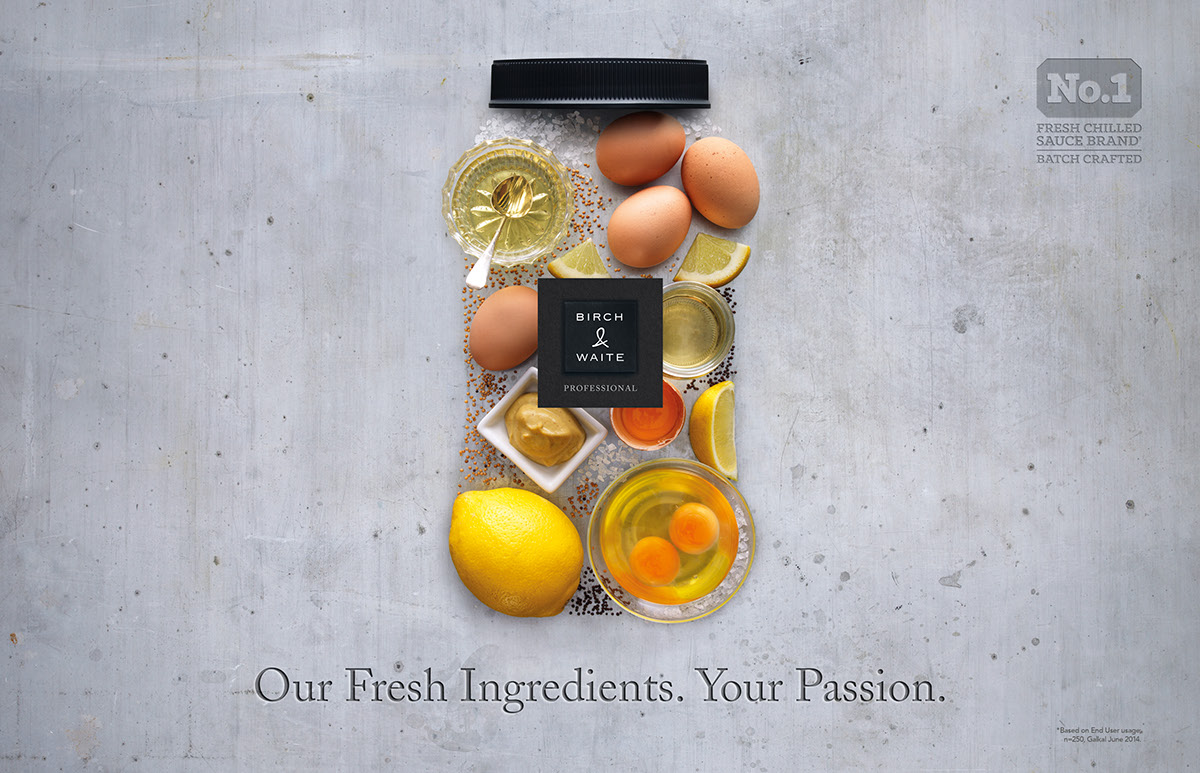 No.1
FRESH CHILLED
SAUCE BRAND*
BATCH CRAFTED
BIRCH
&
WAITE
PROFESSIONAL
Our Fresh Ingredients. Your Passion.
*Based on End User usage,
n=250, Galkal June 2014.